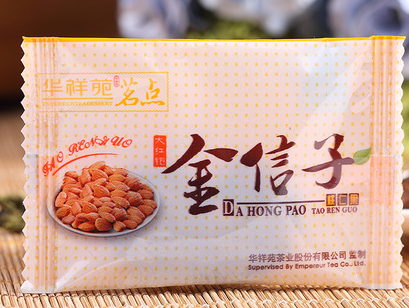 华祥苑 茗点
TAO REN GUO
大红袍
金信子
桃仁果
DA HONG PAO TAO REN GUO
华祥苑茶业股份有限公司 监制
Supervised By Empereur Tea Co., Ltd.